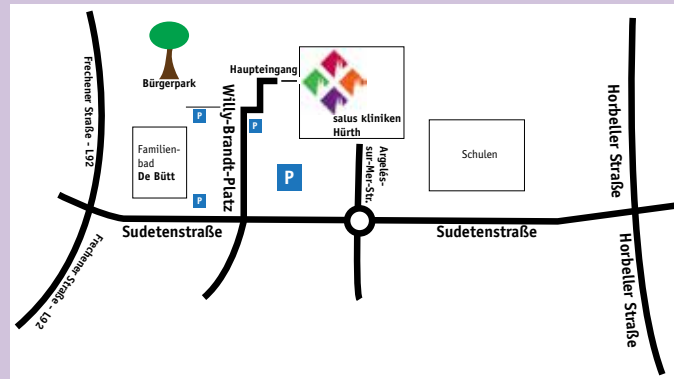 Frechener Straße - L92
Bürgerpark
Haupteingang
Willy-Brandt-Platz
salus kliniken
Hürth
Horbeller Straße
P
P
Familien-
bad
De Bütt
Argelés-
sur-Mer-Str.
Schulen
P
P
Sudetenstraße
Sudetenstraße
Frechener Straße - L92
Horbeller Straße